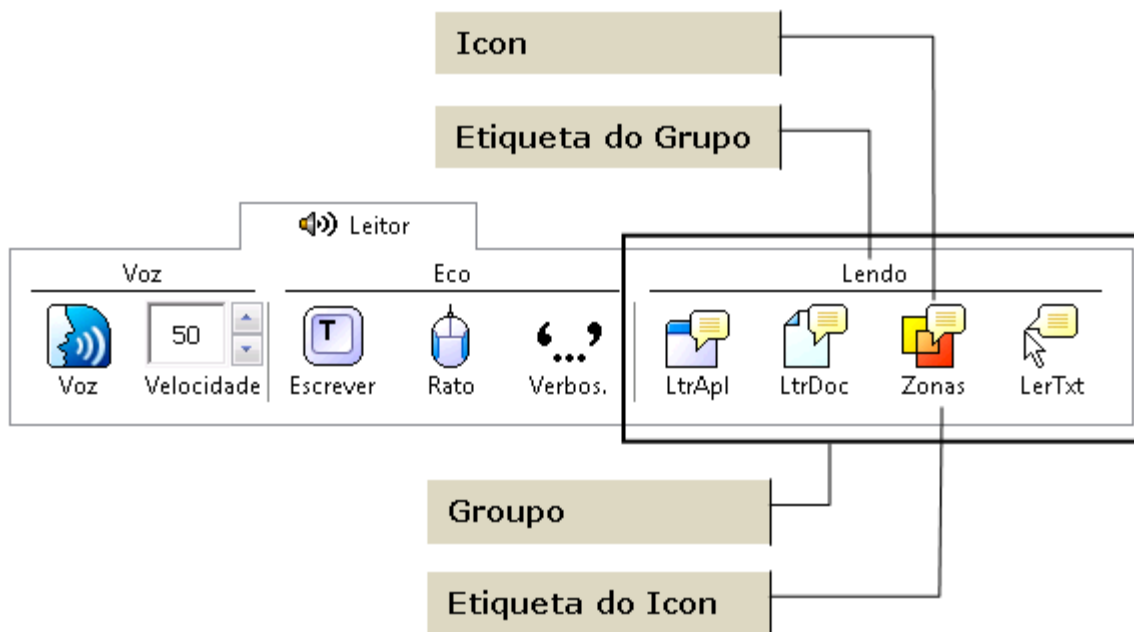 Icon
Etiqueta do Grupo
Leitor
Voz Eco Lendo
50
T
Voz Velocidade Escrever Rato Verbos. LtrApl LtrDoc Zonas LerTxt
Groupo
Etiqueta do Icon